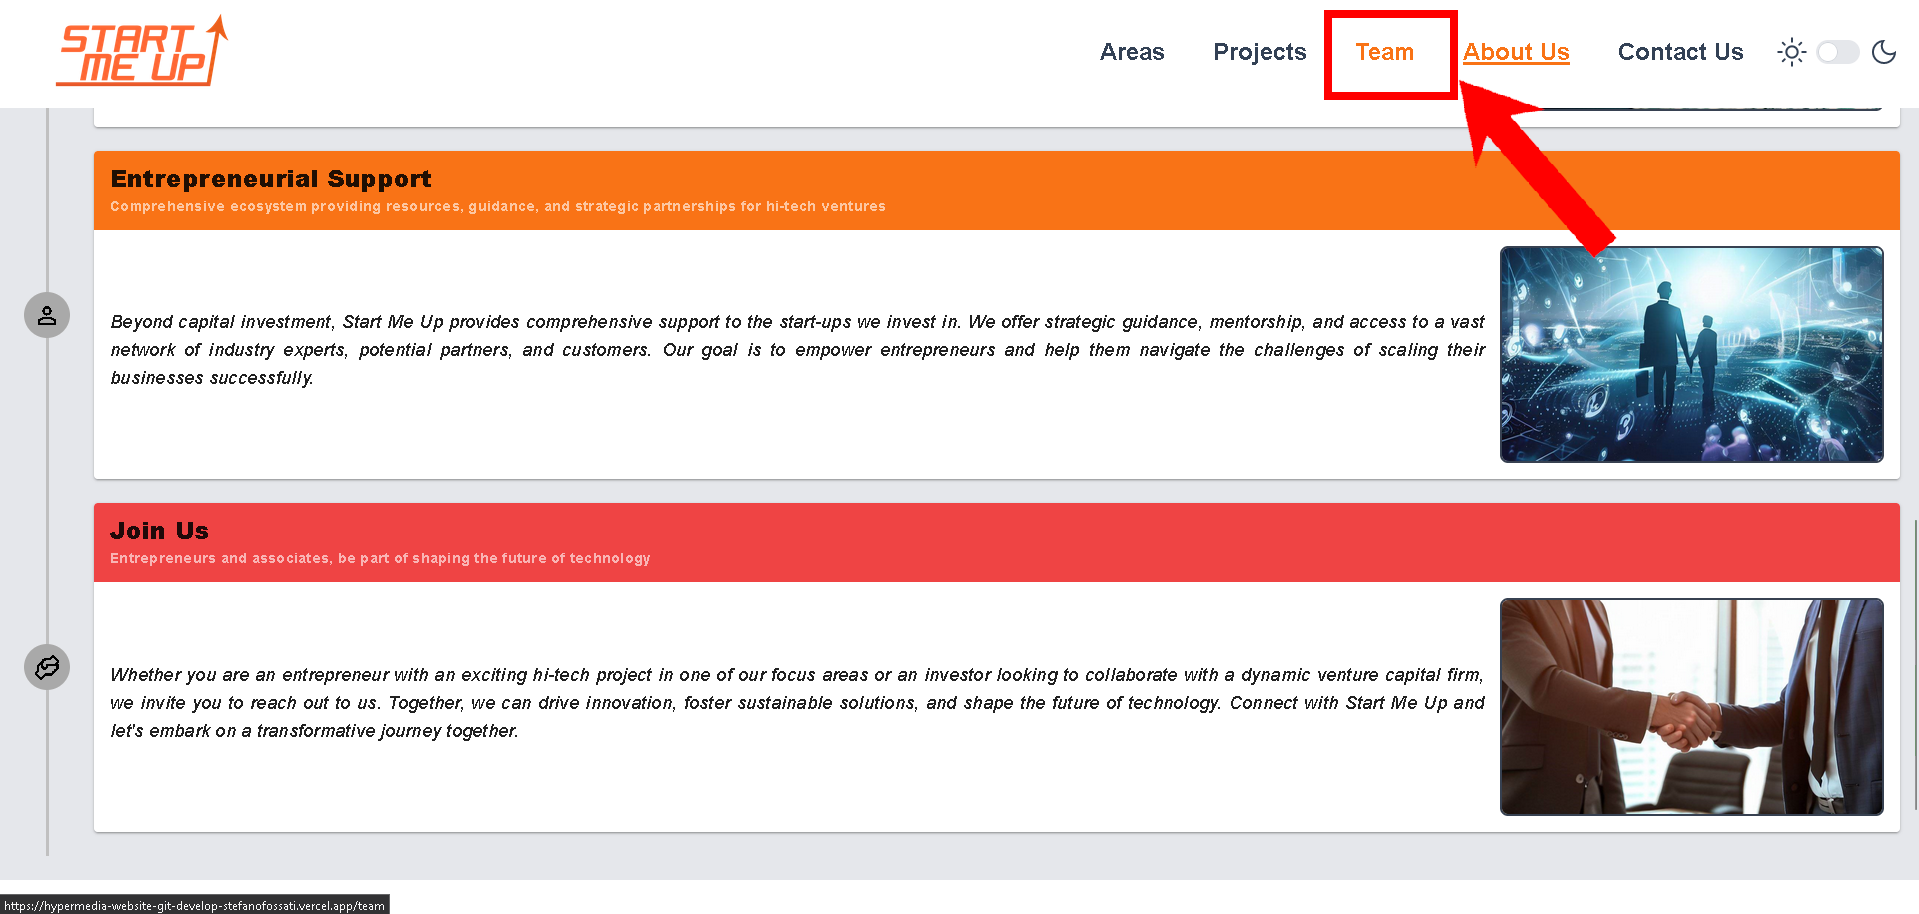 START
ME UP
Areas
Projects
Team
About Us
Contact Us
Entrepreneurial Support
Comprehensive ecosystem providing resources, guidance, and strategic partnerships for hi-tech ventures
Beyond capital investment, Start Me Up provides comprehensive support to the start-ups we invest in. We offer strategic guidance, mentorship, and access to a vast
network of industry experts, potential partners, and customers. Our goal is to empower entrepreneurs and help them navigate the challenges of scaling their
businesses successfully.
Join Us
Entrepreneurs and associates, be part of shaping the future of technology
Whether you are an entrepreneur with an exciting hi-tech project in one of our focus areas or an investor looking to collaborate with a dynamic venture capital firm,
we invite you to reach out to us. Together, we can drive innovation, foster sustainable solutions, and shape the future of technology. Connect with Start Me Up and
let's embark on a transformative journey together.
https://hypermedia-website-git-develop-stefanofossati.vercel.app/team